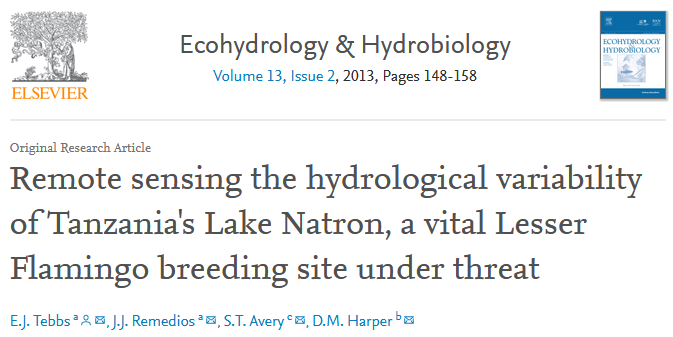 ELSEVIER
Ecohydrology & Hydrobiology
Volume 13, Issue 2, 2013, Pages 148-158
ECOHYDROLOGY
& HYDROBIOLOGY
Original Research Article
Remote sensing the hydrological variability
of Tanzania's Lake Natron, a vital Lesser
Flamingo breeding site under threat
E.J. Tebbs a, J.J. Remedios a, S.T. Avery c, D.M. Harper b